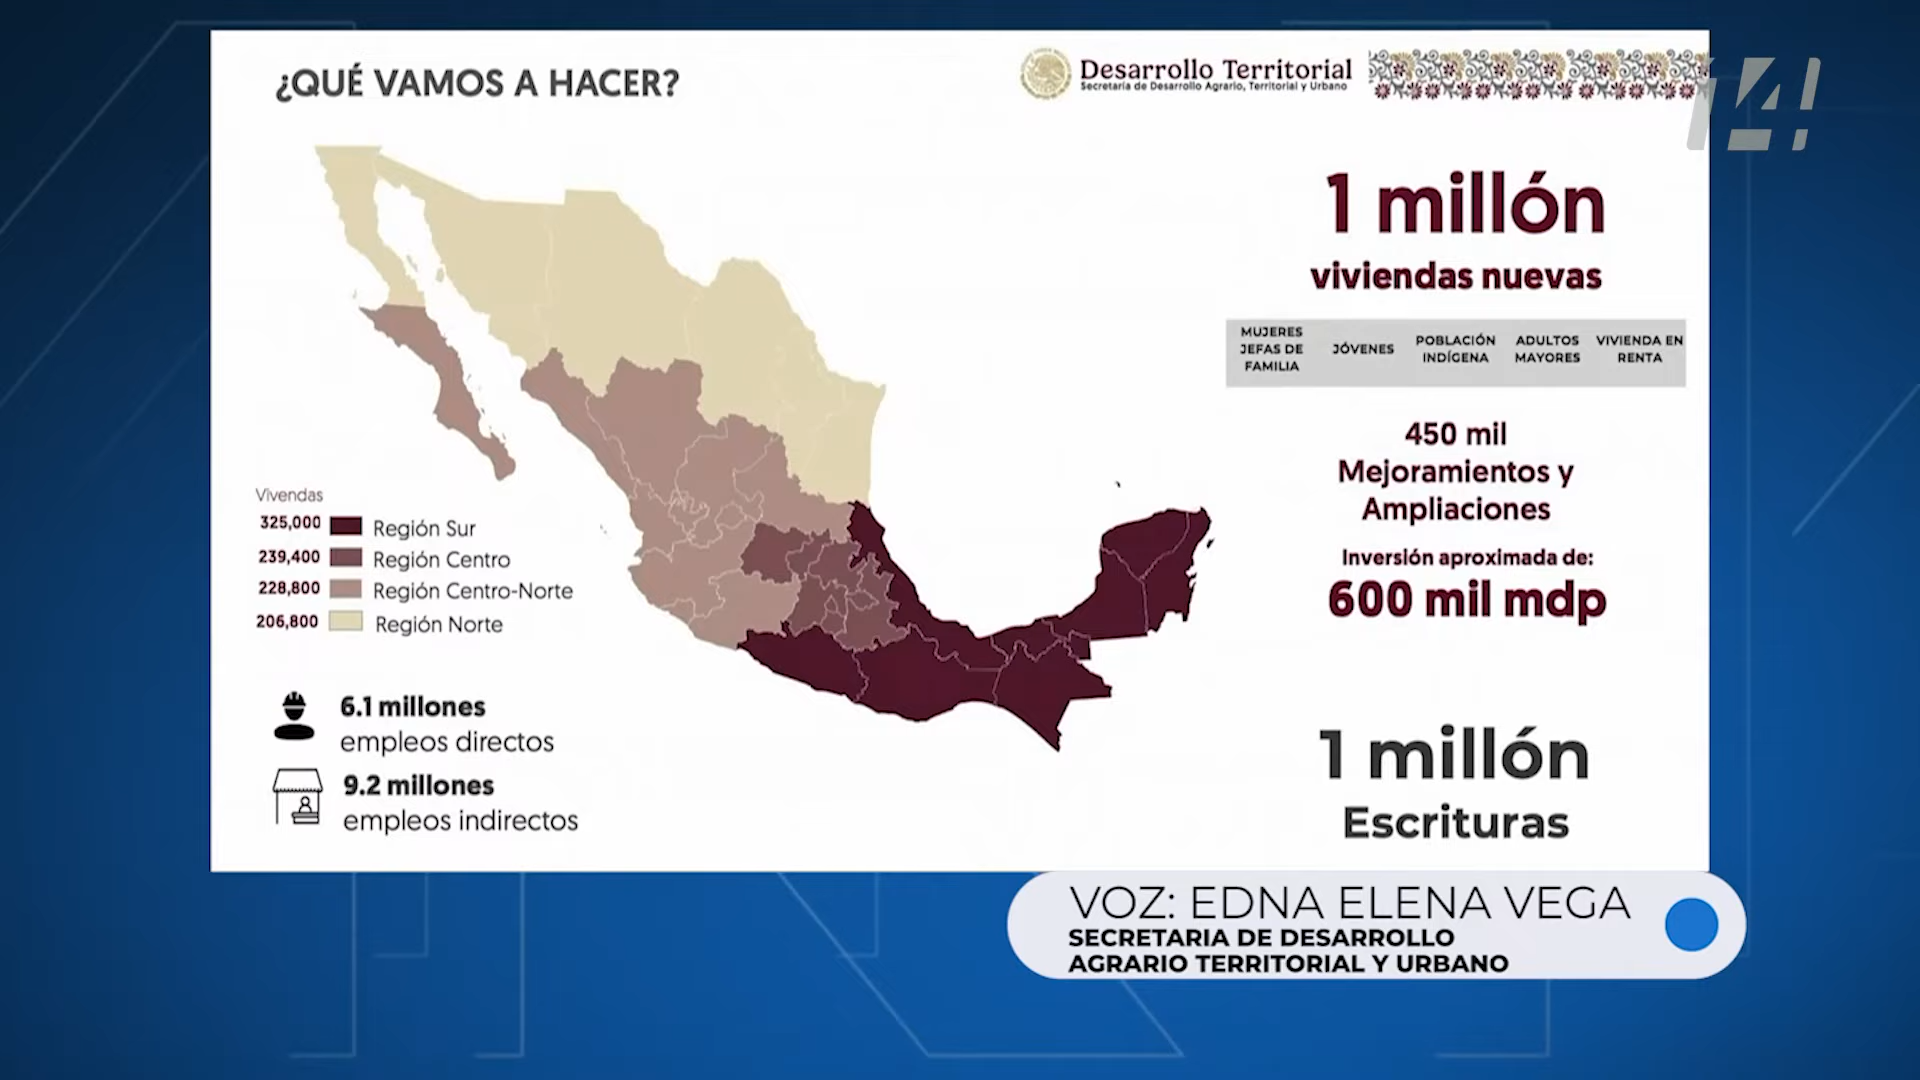 ¿QUÉ VAMOS A HACER?
Desarrollo Territorial
Secretaría de Desarrollo Agrario, Territorial y Urbano
14!
1 millón
viviendas nuevas
MUJERES
JEFAS DE
FAMILIA
JÓVENES
POBLACIÓN
INDÍGENA
ADULTOS
MAYORES
VIVIENDA EN
RENTA
450 mil
Mejoramientos y
Ampliaciones
Inversión aproximada de:
600 mil mdp
Vivendas
325,000 Región Sur
239,400 Región Centro
228,800 Región Centro-Norte
206,800 Región Norte
6.1 millones
empleos directos
9.2 millones
empleos indirectos
1 millón
Escrituras
VOZ: EDNA ELENA VEGA
SECRETARIA DE DESARROLLO
AGRARIO TERRITORIAL Y URBANO